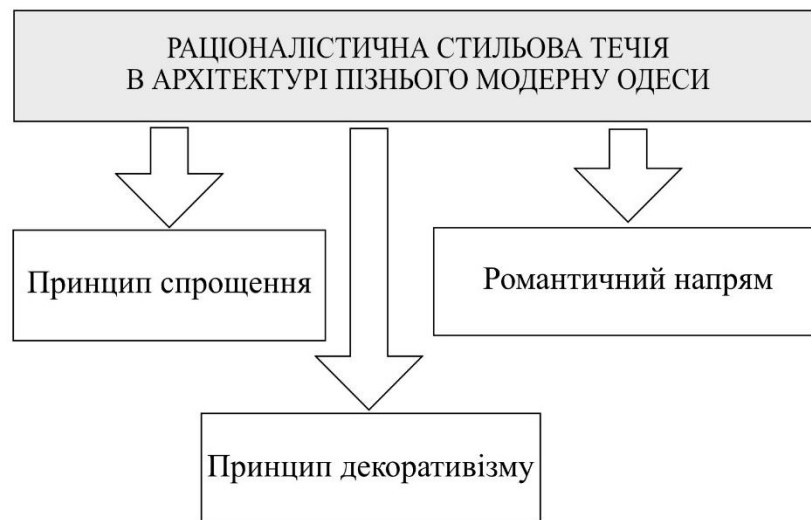 РАЦІОНАЛІСТИЧНА СТИЛЬОВА ТЕЧІЯ
В АРХІТЕКТУРІ ПІЗНЬОГО МОДЕРНУ ОДЕСИ
Принцип спрощення
Романтичний напрям
Принцип декоративізму